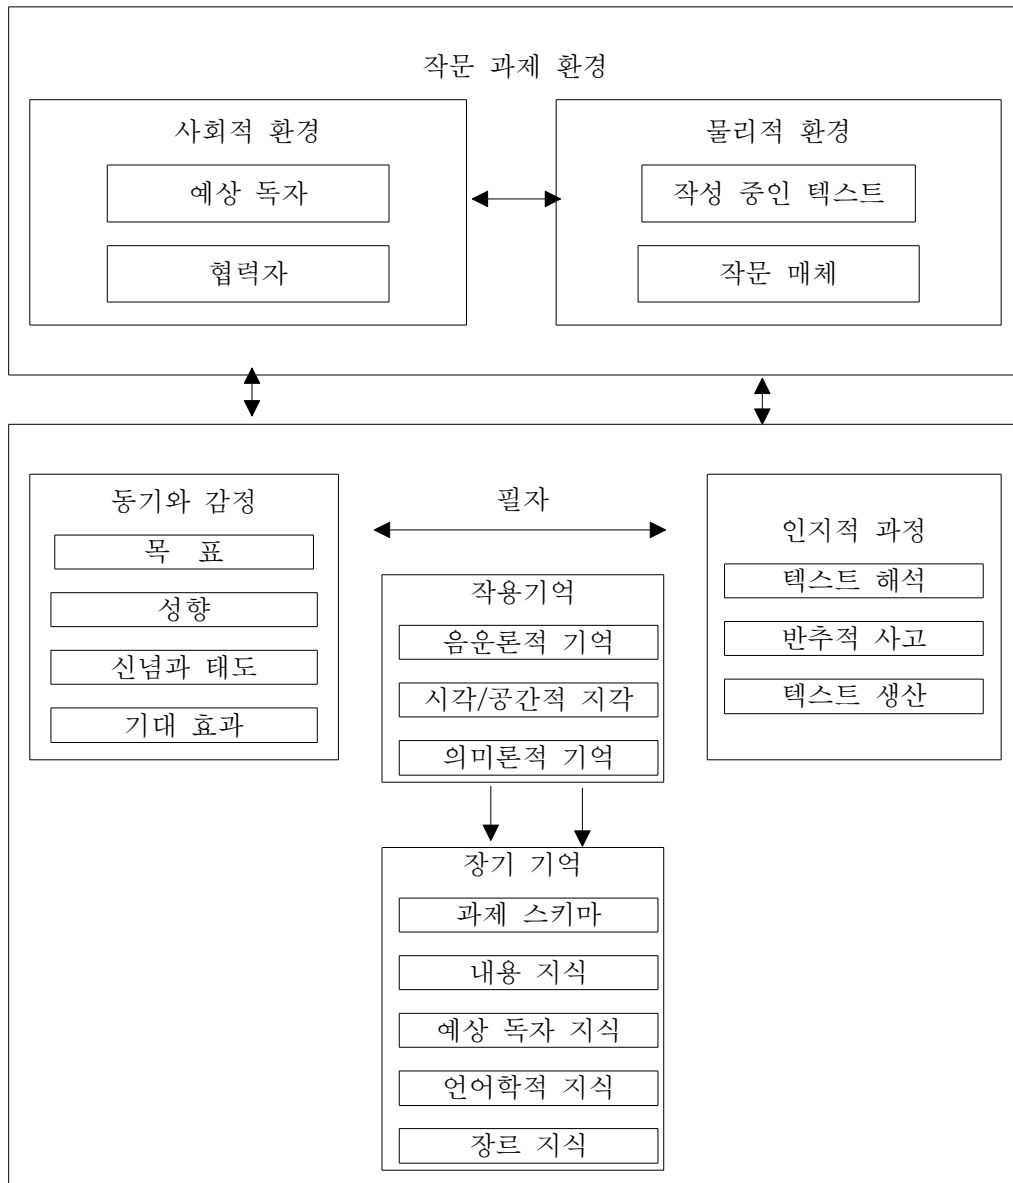 작문 과제 환경
사회적 환경
예상 독자
협력자
물리적 환경
작성 중인 텍스트
작문 매체
동기와 감정
목 표
성향
신념과 태도
기대 효과
필자
작용기억
음운론적 기억
시각/공간적 지각
의미론적 기억
인지적 과정
텍스트 해석
반추적 사고
텍스트 생산
장기 기억
과제 스키마
내용 지식
예상 독자 지식
언어학적 지식
장르 지식